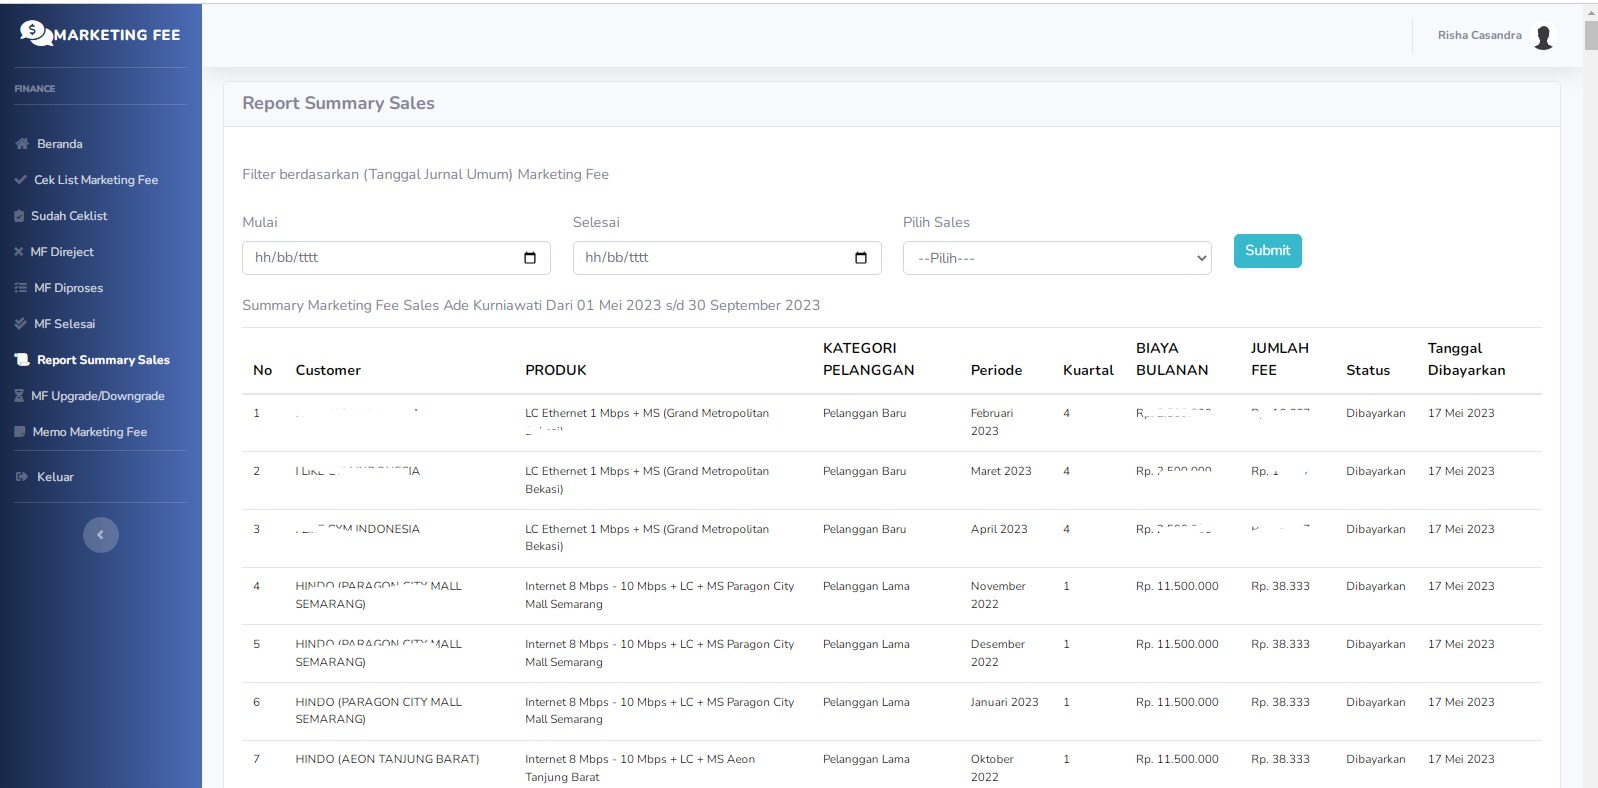 MARKETING FEE
Risha Casandra
FINANCE
Beranda
Cek List Marketing Fee
Sudah Ceklist
MF Direject
MF Diproses
MF Selesai
Report Summary Sales
MF Upgrade/Downgrade
Memo Marketing Fee
Keluar
Report Summary Sales
Filter berdasarkan (Tanggal Jurnal Umum) Marketing Fee
Mulai Selesai Pilih Sales
hh/bb/tttt hh/bb/tttt --Pilih--- Submit
Summary Marketing Fee Sales Ade Kurniawati Dari 01 Mei 2023 s/d 30 September 2023
KATEGORI BIAYA JUMLAH Tanggal
No Customer PRODUK PELANGGAN Periode Kuartal BULANAN FEE Status Dibayarkan
1 LC Ethernet 1 Mbps + MS (Grand Metropolitan Pelanggan Baru Februari 4 Dibayarkan 17 Mei 2023
2023
2 LC Ethernet 1 Mbps + MS (Grand Metropolitan Pelanggan Baru Maret 2023 4 Rp. Rp. Dibayarkan 17 Mei 2023
Bekasi)
3 GYM INDONESIA LC Ethernet 1 Mbps + MS (Grand Metropolitan Pelanggan Baru April 2023 4 Rp. Dibayarkan 17 Mei 2023
Bekasi)
4 HINDO (PARAGON CITY MALL Internet 8 Mbps - 10 Mbps + LC + MS Paragon City Pelanggan Lama November 1 Rp. 11.500.000 Rp. 38.333 Dibayarkan 17 Mei 2023
SEMARANG) Mall Semarang 2022
5 HINDO (PARAGON CITY MALL Internet 8 Mbps - 10 Mbps + LC + MS Paragon City Pelanggan Lama Desember 1 Rp. 11.500.000 Rp. 38.333 Dibayarkan 17 Mei 2023
SEMARANG) Mall Semarang 2022
6 HINDO (PARAGON CITY MALL Internet 8 Mbps - 10 Mbps + LC + MS Paragon City Pelanggan Lama Januari 2023 1 Rp. 11.500.000 Rp. 38.333 Dibayarkan 17 Mei 2023
SEMARANG) Mall Semarang
7 HINDO (AEON TANJUNG BARAT) Internet 8 Mbps - 10 Mbps + LC + MS Aeon Pelanggan Lama Oktober 1 Rp. 11.500.000 Rp. 38.333 Dibayarkan 17 Mei 2023
Tanjung Barat 2022